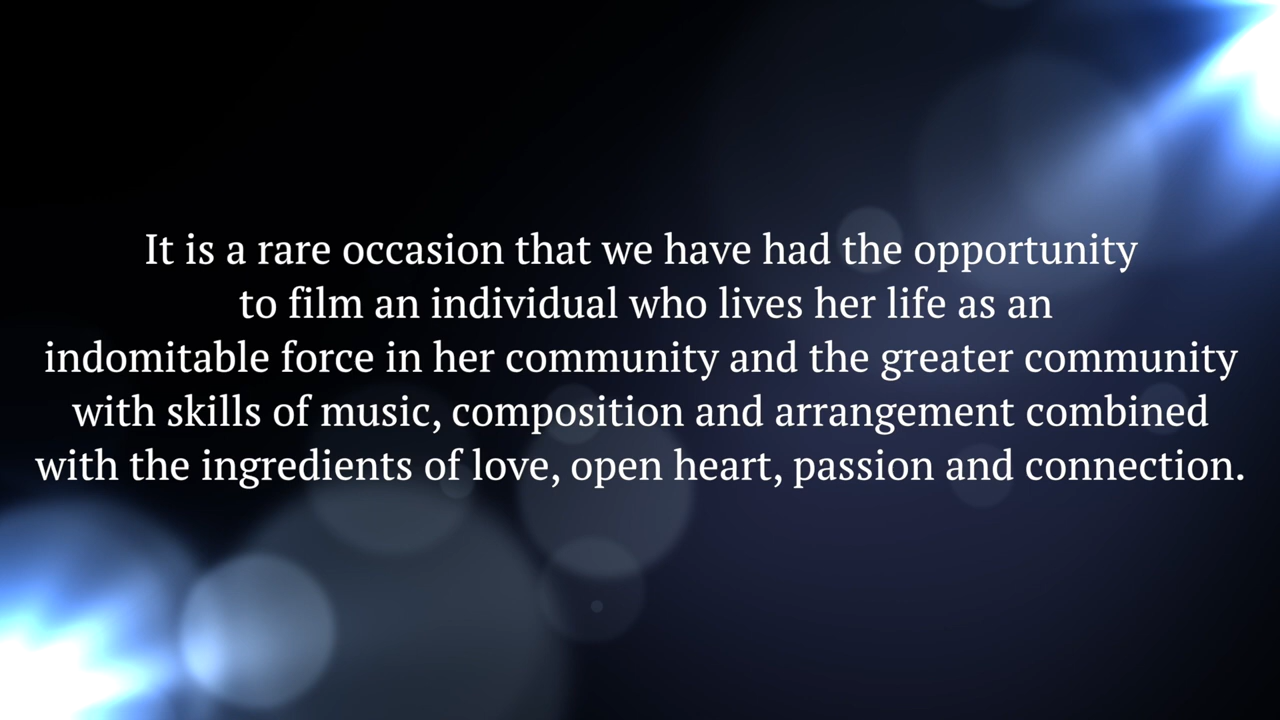 It is a rare occasion that we have had the opportunity
to film an individual who lives her life as an
indomitable force in her community and the greater community
with skills of music, composition and arrangement combined
with the ingredients of love, open heart, passion and connection.